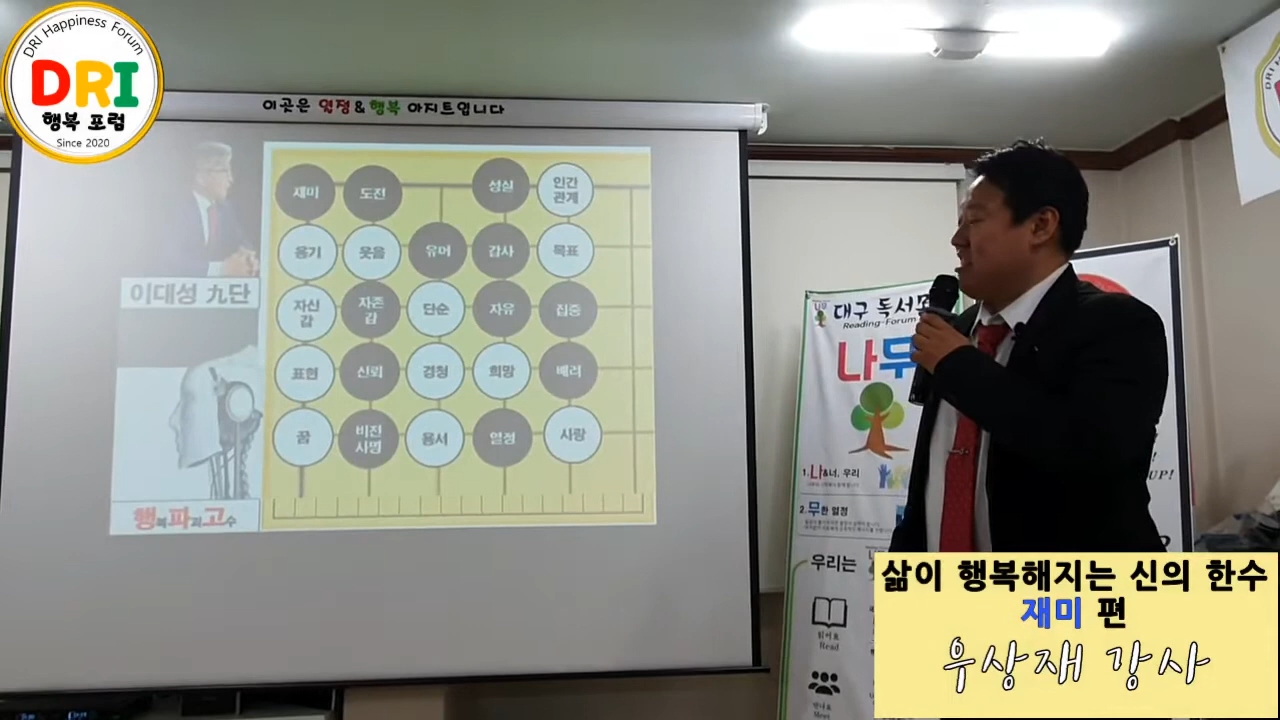 DRI Happiness Forum
DRI
행복 포럼
Since 2020
이곳은 열정&행복 아지트입니다
재미 도전 성실 인간관계
용기 웃음 유머 감사 목표
자신감 자존감 단순 자유 집중
표현 신뢰 경청 희망 배려
꿈 비전사명 용서 열정 사랑
이대성 九단
행복파괴고수
대구 독서
Reading-Forum
나무
1.나&너, 우리
2.무한 열정
우리는
읽어요
Read
만나요
Meet
UP!
삶이 행복해지는 신의 한수
재미 편
우상재 강사